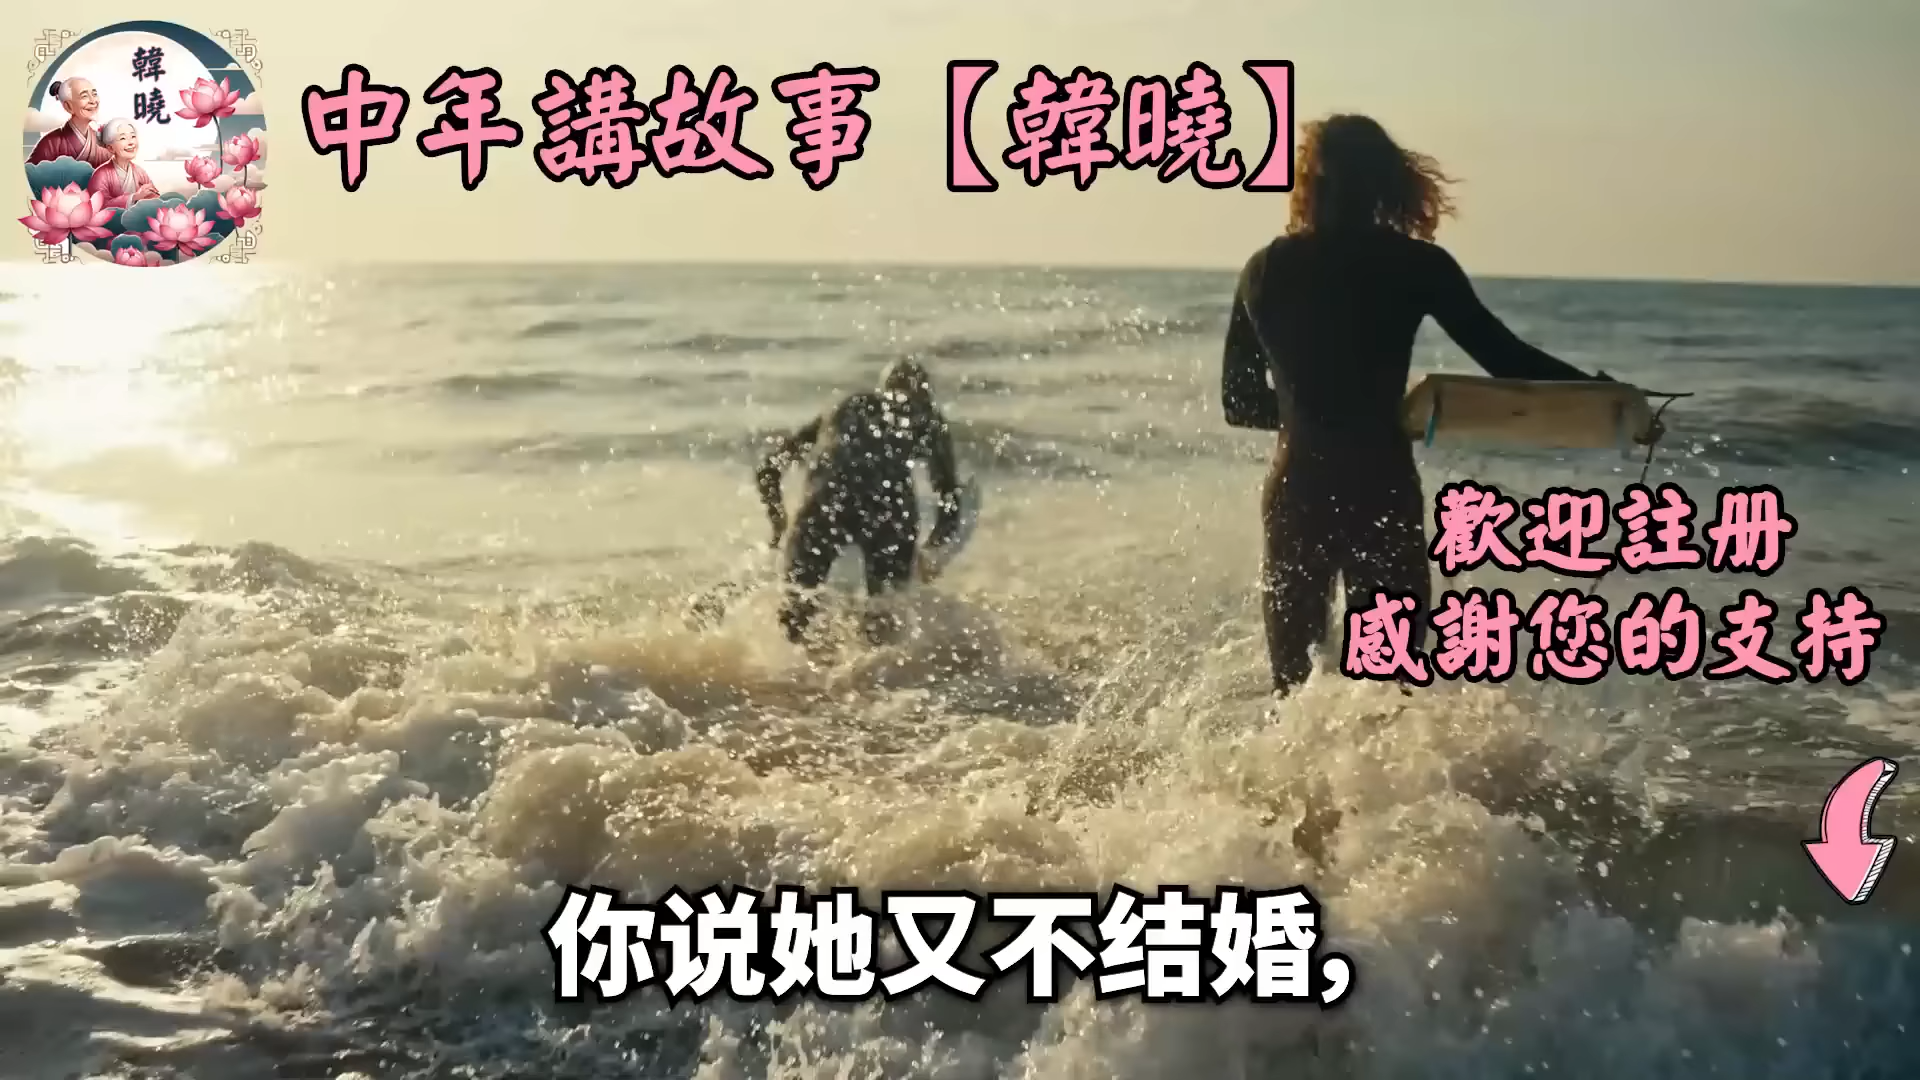 韓
曉
中年講故事【韓曉】
歡迎註册
感謝您的支持
你说她又不结婚,